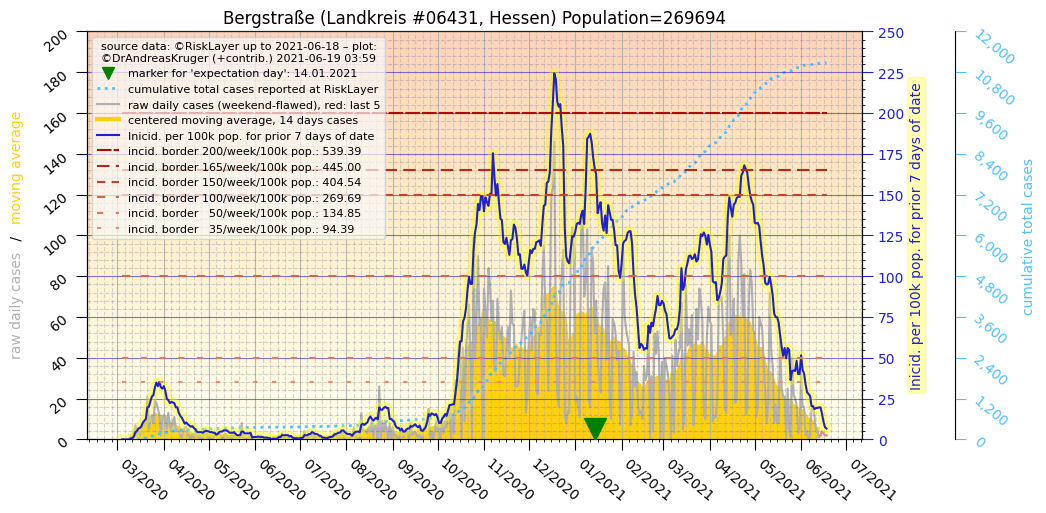 Bergstraße (Landkreis #06431, Hessen) Population=269694
source data: ©RiskLayer up to 2021-06-18 – plot:
©DrAndreasKruger (+contrib.) 2021-06-19 03:59
marker for 'expectation day': 14.01.2021
cumulative total cases reported at RiskLayer
raw daily cases (weekend-flawed), red: last 5
centered moving average, 14 days cases
Inicid. per 100k pop. for prior 7 days of date
incid. border 200/week/100k pop.: 539.39
incid. border 165/week/100k pop.: 445.00
incid. border 150/week/100k pop.: 404.54
incid. border 100/week/100k pop.: 269.69
incid. border 50/week/100k pop.: 134.85
incid. border 35/week/100k pop.: 94.39
raw daily cases / moving average
200
180
160
140
120
100
80
60
40
20
0
03/2020
04/2020
05/2020
06/2020
07/2020
08/2020
09/2020
10/2020
11/2020
12/2020
01/2021
02/2021
03/2021
04/2021
05/2021
06/2021
07/2021
250
225
200
175
150
125
100
75
50
25
0
Inicid. per 100k pop. for prior 7 days of date
12,000
10,800
9,600
8,400
7,200
6,000
4,800
3,600
2,400
1,200
0
cumulative total cases